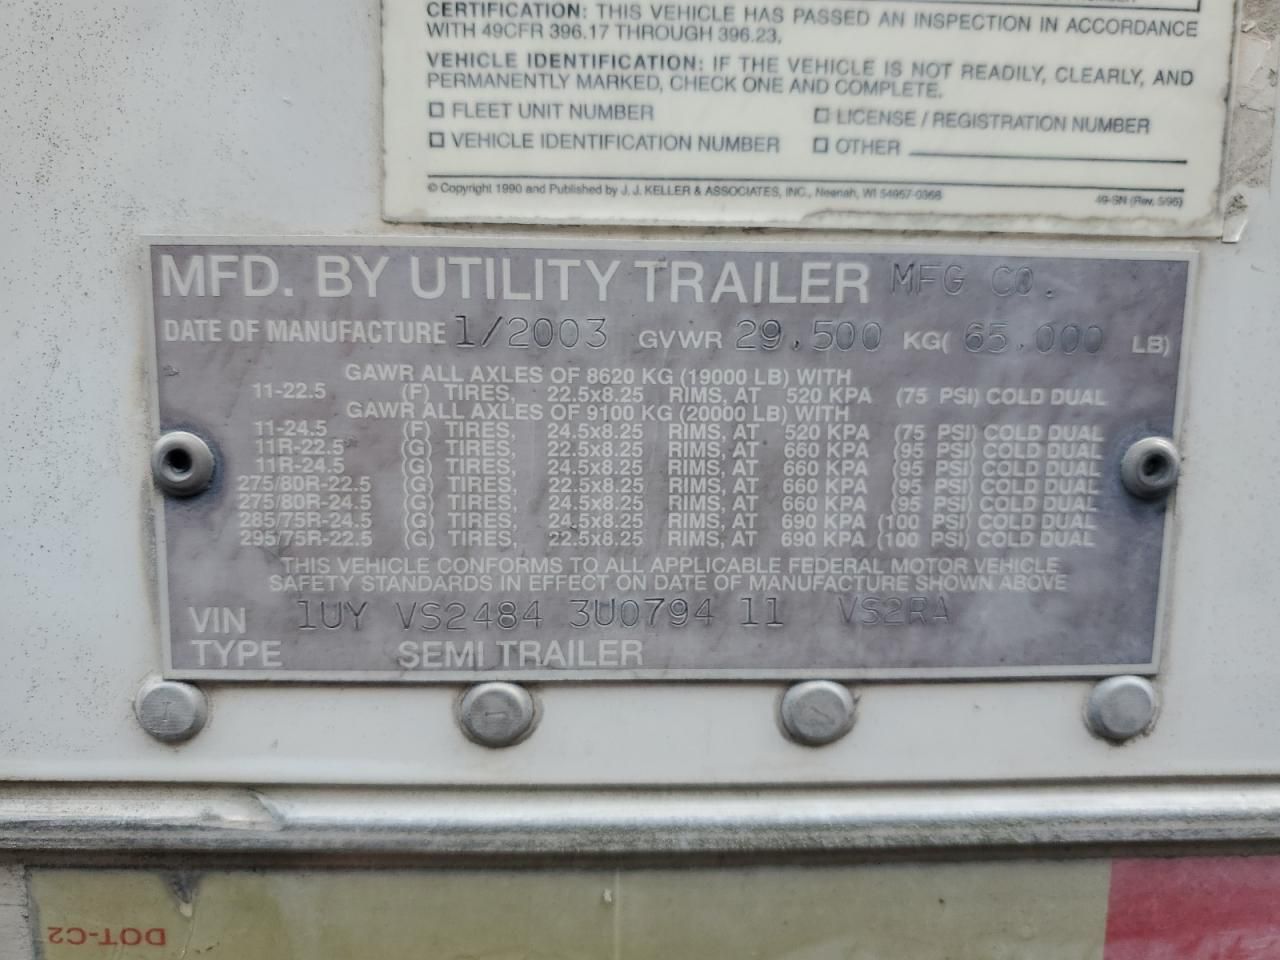 CERTIFICATION: THIS VEHICLE HAS PASSED AN INSPECTION IN ACCORDANCE
WITH 49CFR 396.17 THROUGH 396.23.
VEHICLE IDENTIFICATION: IF THE VEHICLE IS NOT READILY, CLEARLY, AND
PERMANENTLY MARKED, CHECK ONE AND COMPLETE.
FLEET UNIT NUMBER LICENSE / REGISTRATION NUMBER
VEHICLE IDENTIFICATION NUMBER OTHER
© Copyright 1990 and Published by J. J. KELLER & ASSOCIATES, INC., Neenah, WI 54957-0368 49-SN (Rev. 5/95)
MFD. BY UTILITY TRAILER MFG CO.
DATE OF MANUFACTURE 1/2003 GVWR 29,500 KG( 65,000 LB)
GAWR ALL AXLES OF 8620 KG (19000 LB) WITH
11-22.5 (F) TIRES, 22.5x8.25 RIMS, AT 520 KPA (75 PSI) COLD DUAL
GAWR ALL AXLES OF 9100 KG (20000 LB) WITH
11-24.5 (F) TIRES, 24.5x8.25 RIMS, AT 520 KPA (75 PSI) COLD DUAL
11R-22.5 (G) TIRES, 22.5x8.25 RIMS, AT 660 KPA (95 PSI) COLD DUAL
11R-24.5 (G) TIRES, 24.5x8.25 RIMS, AT 660 KPA (95 PSI) COLD DUAL
275/80R-22.5 (G) TIRES, 22.5x8.25 RIMS, AT 660 KPA (95 PSI) COLD DUAL
275/80R-24.5 (G) TIRES, 24.5x8.25 RIMS, AT 660 KPA (95 PSI) COLD DUAL
285/75R-24.5 (G) TIRES, 24.5x8.25 RIMS, AT 690 KPA (100 PSI) COLD DUAL
295/75R-22.5 (G) TIRES, 22.5x8.25 RIMS, AT 690 KPA (100 PSI) COLD DUAL
THIS VEHICLE CONFORMS TO ALL APPLICABLE FEDERAL MOTOR VEHICLE
SAFETY STANDARDS IN EFFECT ON DATE OF MANUFACTURE SHOWN ABOVE
VIN 1UY VS2484 3U0794 11 VS2RA
TYPE SEMI TRAILER
DOT-C2